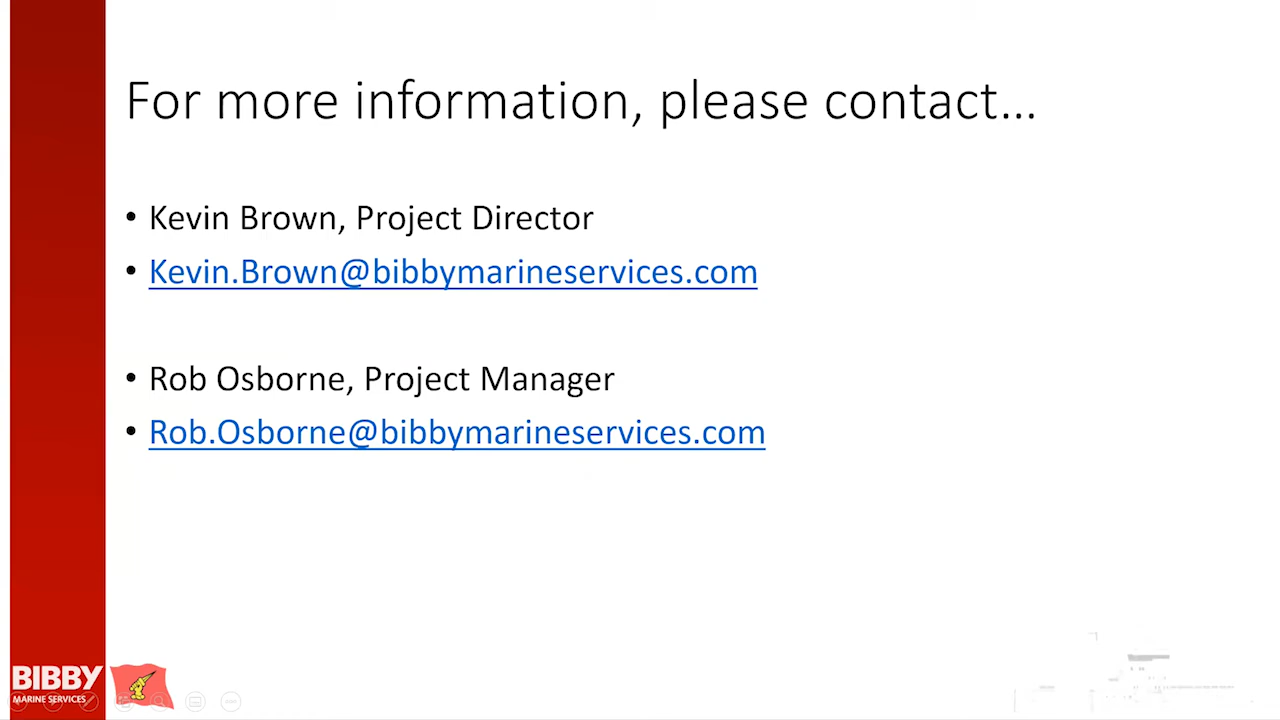 For more information, please contact...
• Kevin Brown, Project Director
• Kevin.Brown@bibbymarineservices.com
• Rob Osborne, Project Manager
• Rob.Osborne@bibbymarineservices.com
BIBBY
MARINE SERVICES